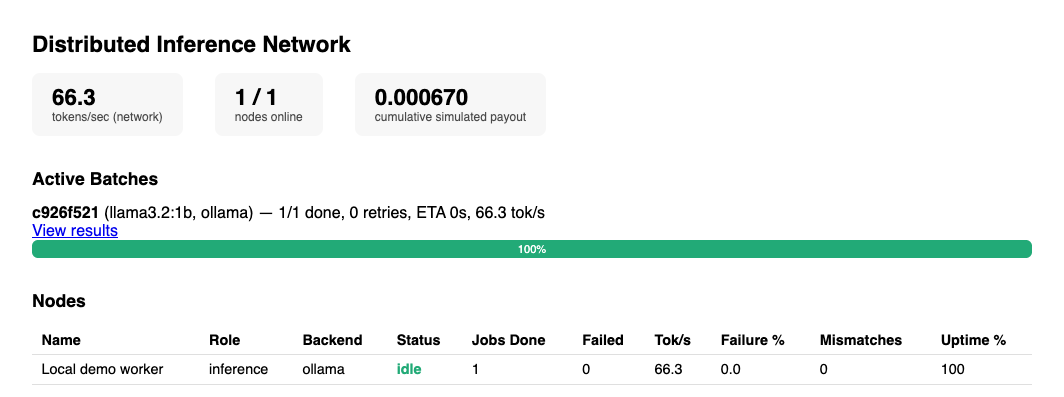 Distributed Inference Network
66.3
tokens/sec (network)
1 / 1
nodes online
0.000670
cumulative simulated payout
Active Batches
c926f521 (llama3.2:1b, ollama) — 1/1 done, 0 retries, ETA 0s, 66.3 tok/s
View results
100%
Nodes
Name Role Backend Status Jobs Done Failed Tok/s Failure % Mismatches Uptime %
Local demo worker inference ollama idle 1 0 66.3 0.0 0 100